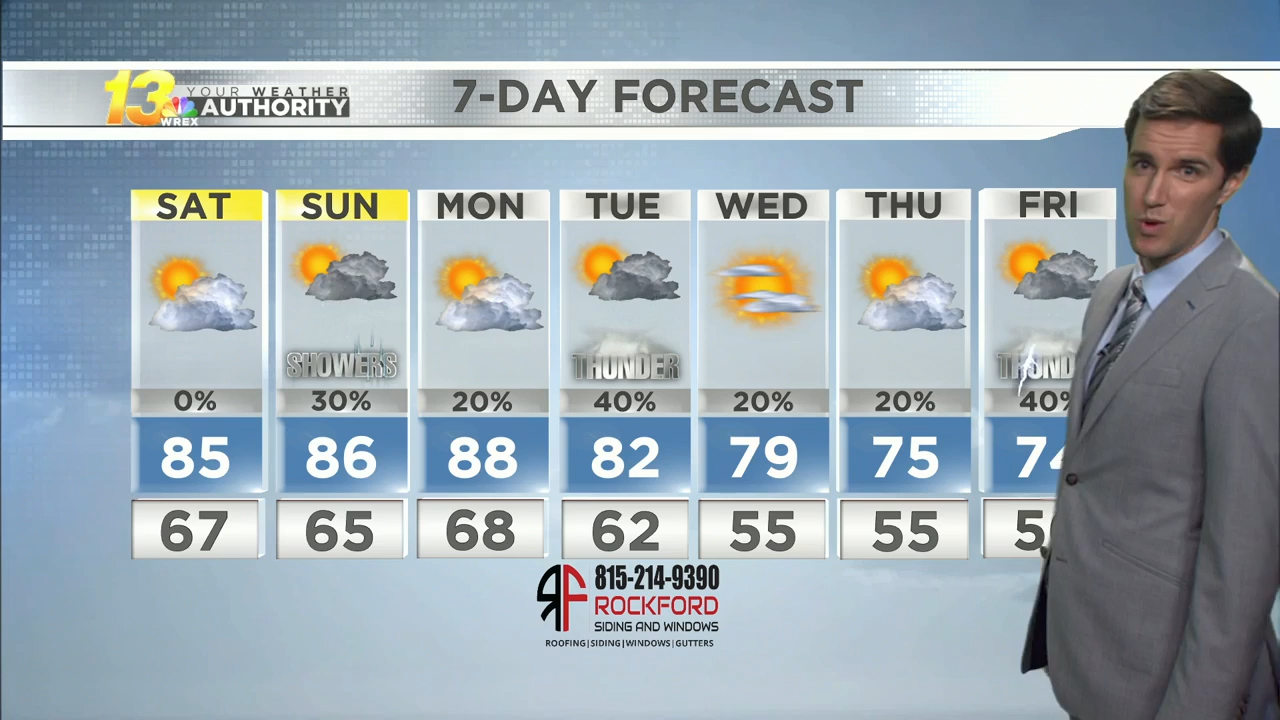 13 YOUR WEATHER
AUTHORITY
WREX
7-DAY FORECAST
SAT SUN MON TUE WED THU FRI
SHOWERS THUNDER
0% 30% 20% 40% 20% 20% 40%
85 86 88 82 79 75 74
67 65 68 62 55 55
815-214-9390
ROCKFORD
SIDING AND WINDOWS
ROOFING|SIDING|WINDOWS|GUTTERS